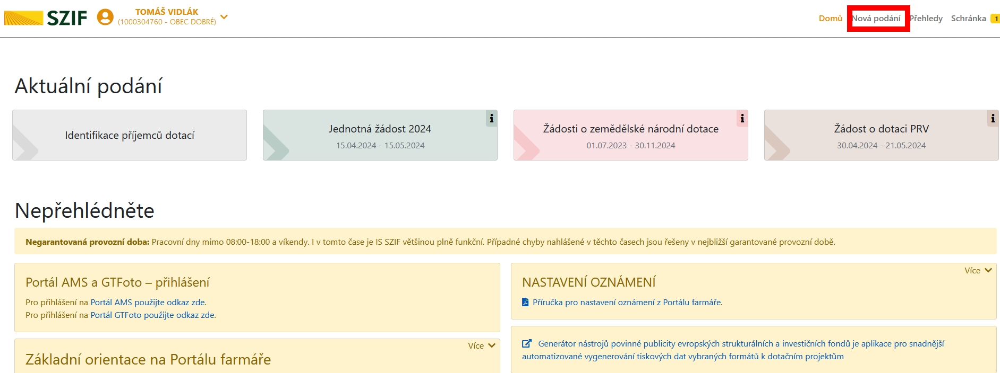 SZIF
TOMÁŠ VIDLÁK
(1000304760 - OBEC DOBRÉ)
Domů Nová podání Přehledy Schránka 1
Aktuální podání
Identifikace příjemců dotací
Jednotná žádost 2024
15.04.2024 - 15.05.2024
Žádosti o zemědělské národní dotace
01.07.2023 - 30.11.2024
Žádost o dotaci PRV
30.04.2024 - 21.05.2024
Nepřehlédněte
Negarantovaná provozní doba: Pracovní dny mimo 08:00-18:00 a víkendy. I v tomto čase je IS SZIF většinou plně funkční. Případné chyby nahlášené v těchto časech jsou řešeny v nejbližší garantované provozní době.
Portál AMS a GTFoto – přihlášení
Pro přihlášení na Portál AMS použijte odkaz zde.
Pro přihlášení na Portál GTFoto použijte odkaz zde.
Více
Základní orientace na Portálu farmáře
Více
NASTAVENÍ OZNÁMENÍ
Příručka pro nastavení oznámení z Portálu farmáře.
Generátor nástrojů povinné publicity evropských strukturálních a investičních fondů je aplikace pro snadnější
automatizované vygenerování tiskových dat vybraných formátů k dotačním projektům